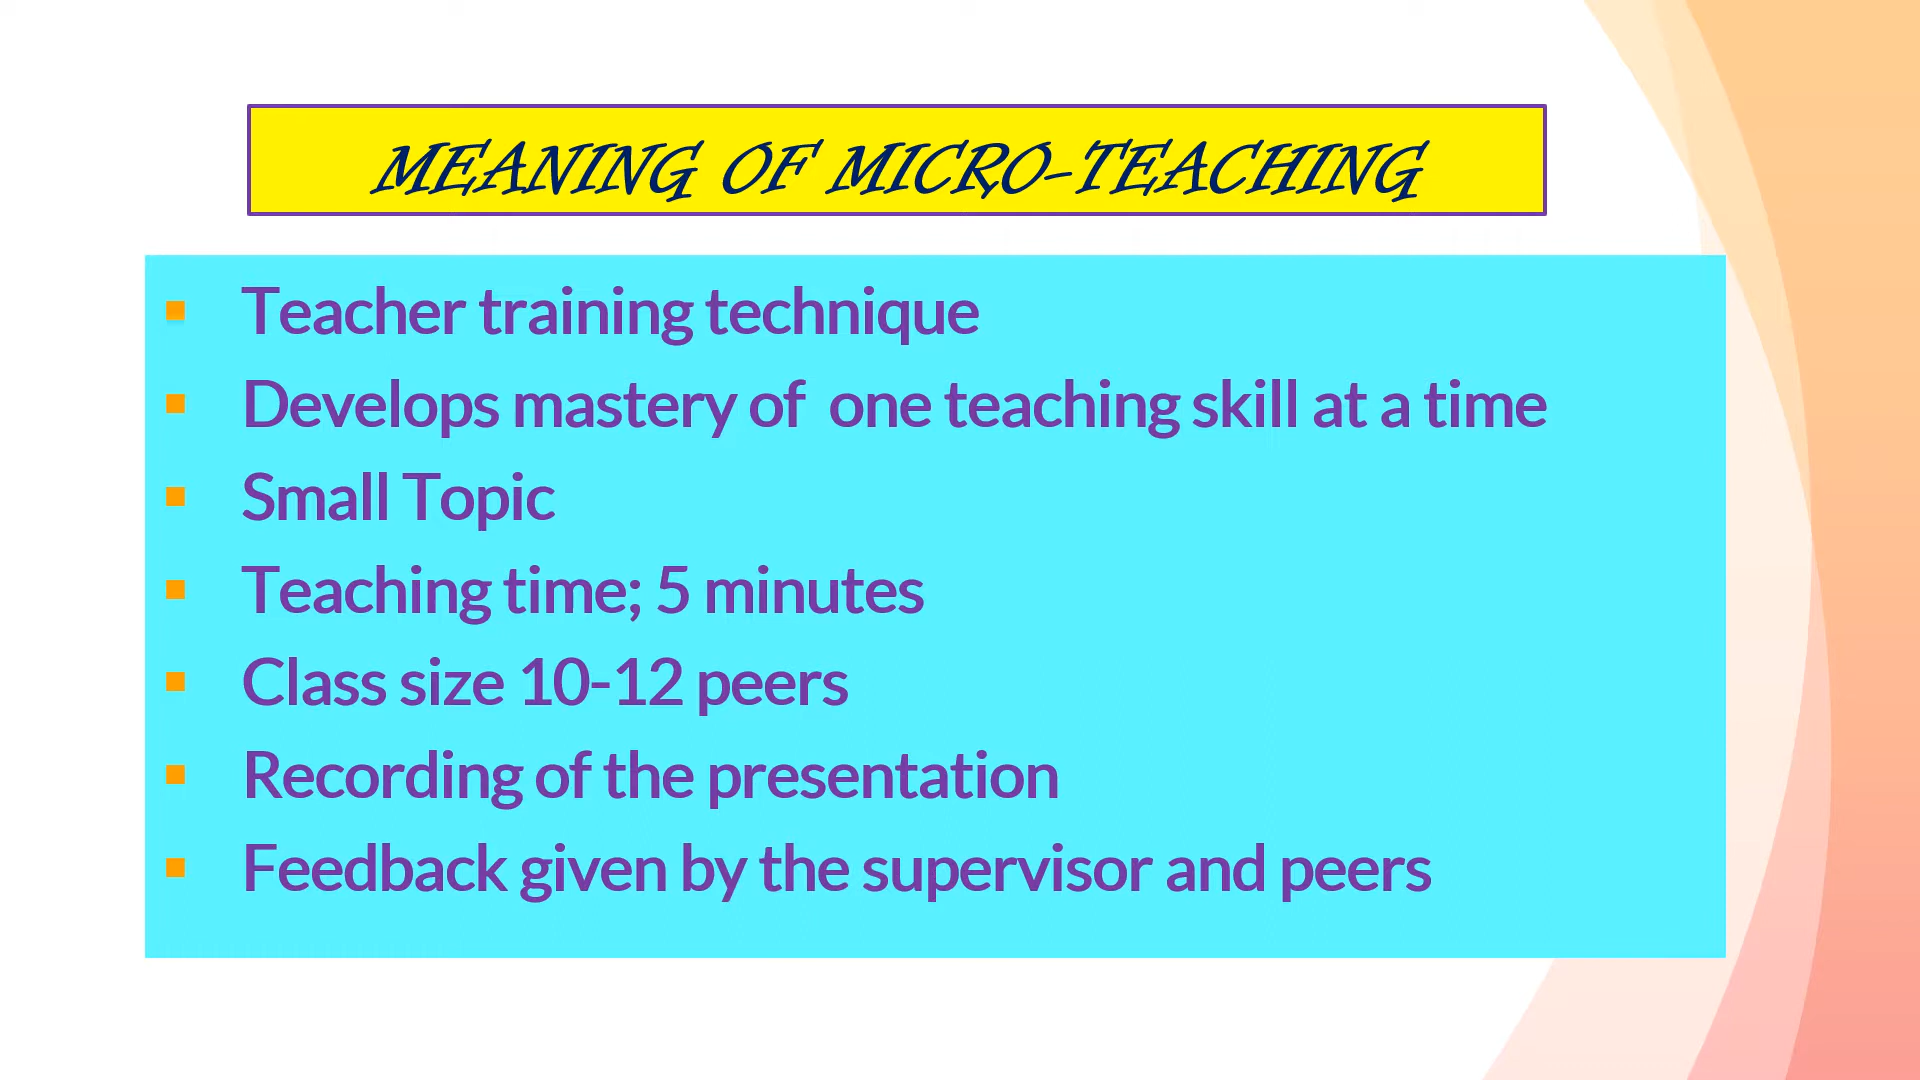 MEANING OF MICRO-TEACHING
Teacher training technique
Develops mastery of one teaching skill at a time
Small Topic
Teaching time; 5 minutes
Class size 10-12 peers
Recording of the presentation
Feedback given by the supervisor and peers